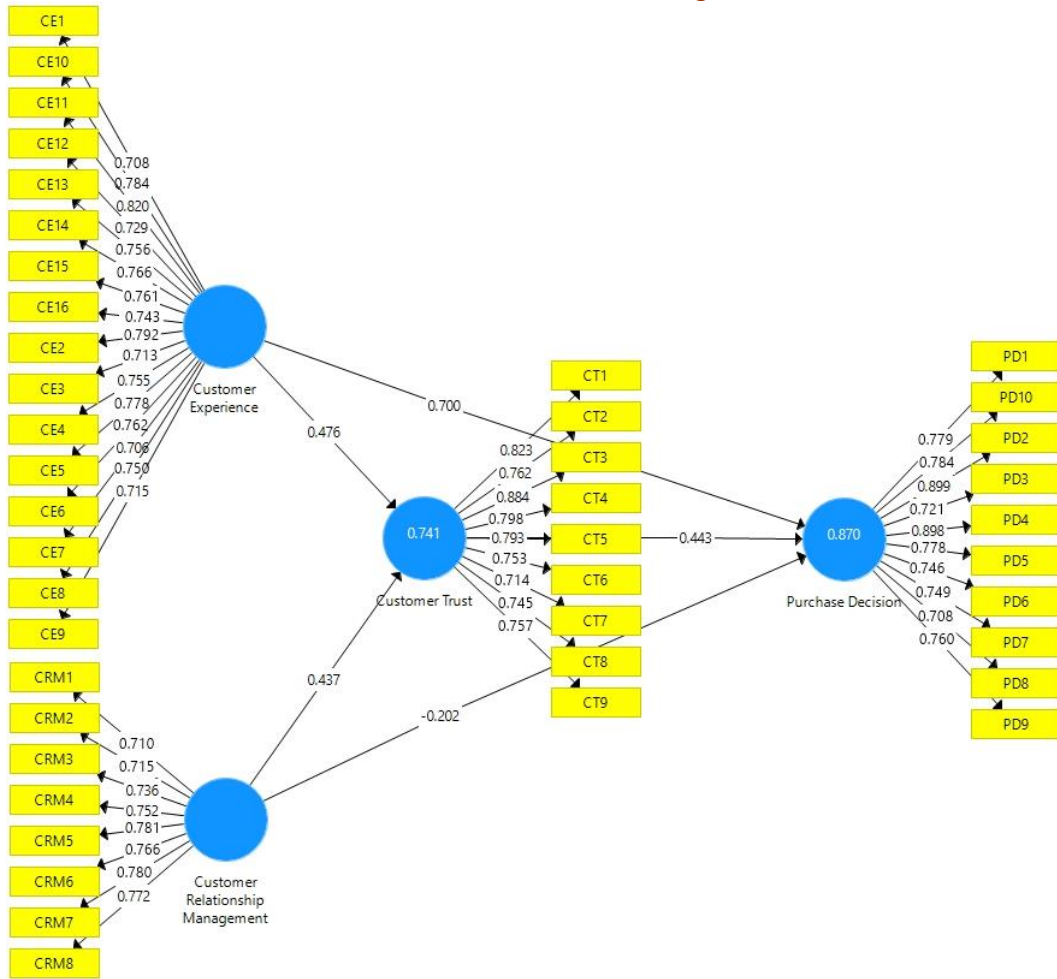 CE1
CE10
CE11
CE12
CE13
CE14
CE15
CE16
CE2
CE3
CE4
CE5
CE6
CE7
CE8
CE9
0.708
0.784
0.820
0.729
0.756
0.766
0.761
0.743
0.792
0.713
0.755
0.778
0.762
0.706
0.750
0.715
Customer
Experience
0.700
0.476
CRM1
CRM2
CRM3
CRM4
CRM5
CRM6
CRM7
CRM8
0.710
0.715
0.736
0.752
0.781
0.766
0.780
0.772
Customer
Relationship
Management
0.437
-0.202
0.741
Customer Trust
0.823
0.762
0.884
0.798
0.793
0.753
0.714
0.745
0.757
CT1
CT2
CT3
CT4
CT5
CT6
CT7
CT8
CT9
0.443
0.870
Purchase Decision
0.779
0.784
0.899
0.721
0.898
0.778
0.746
0.749
0.708
0.760
PD1
PD10
PD2
PD3
PD4
PD5
PD6
PD7
PD8
PD9